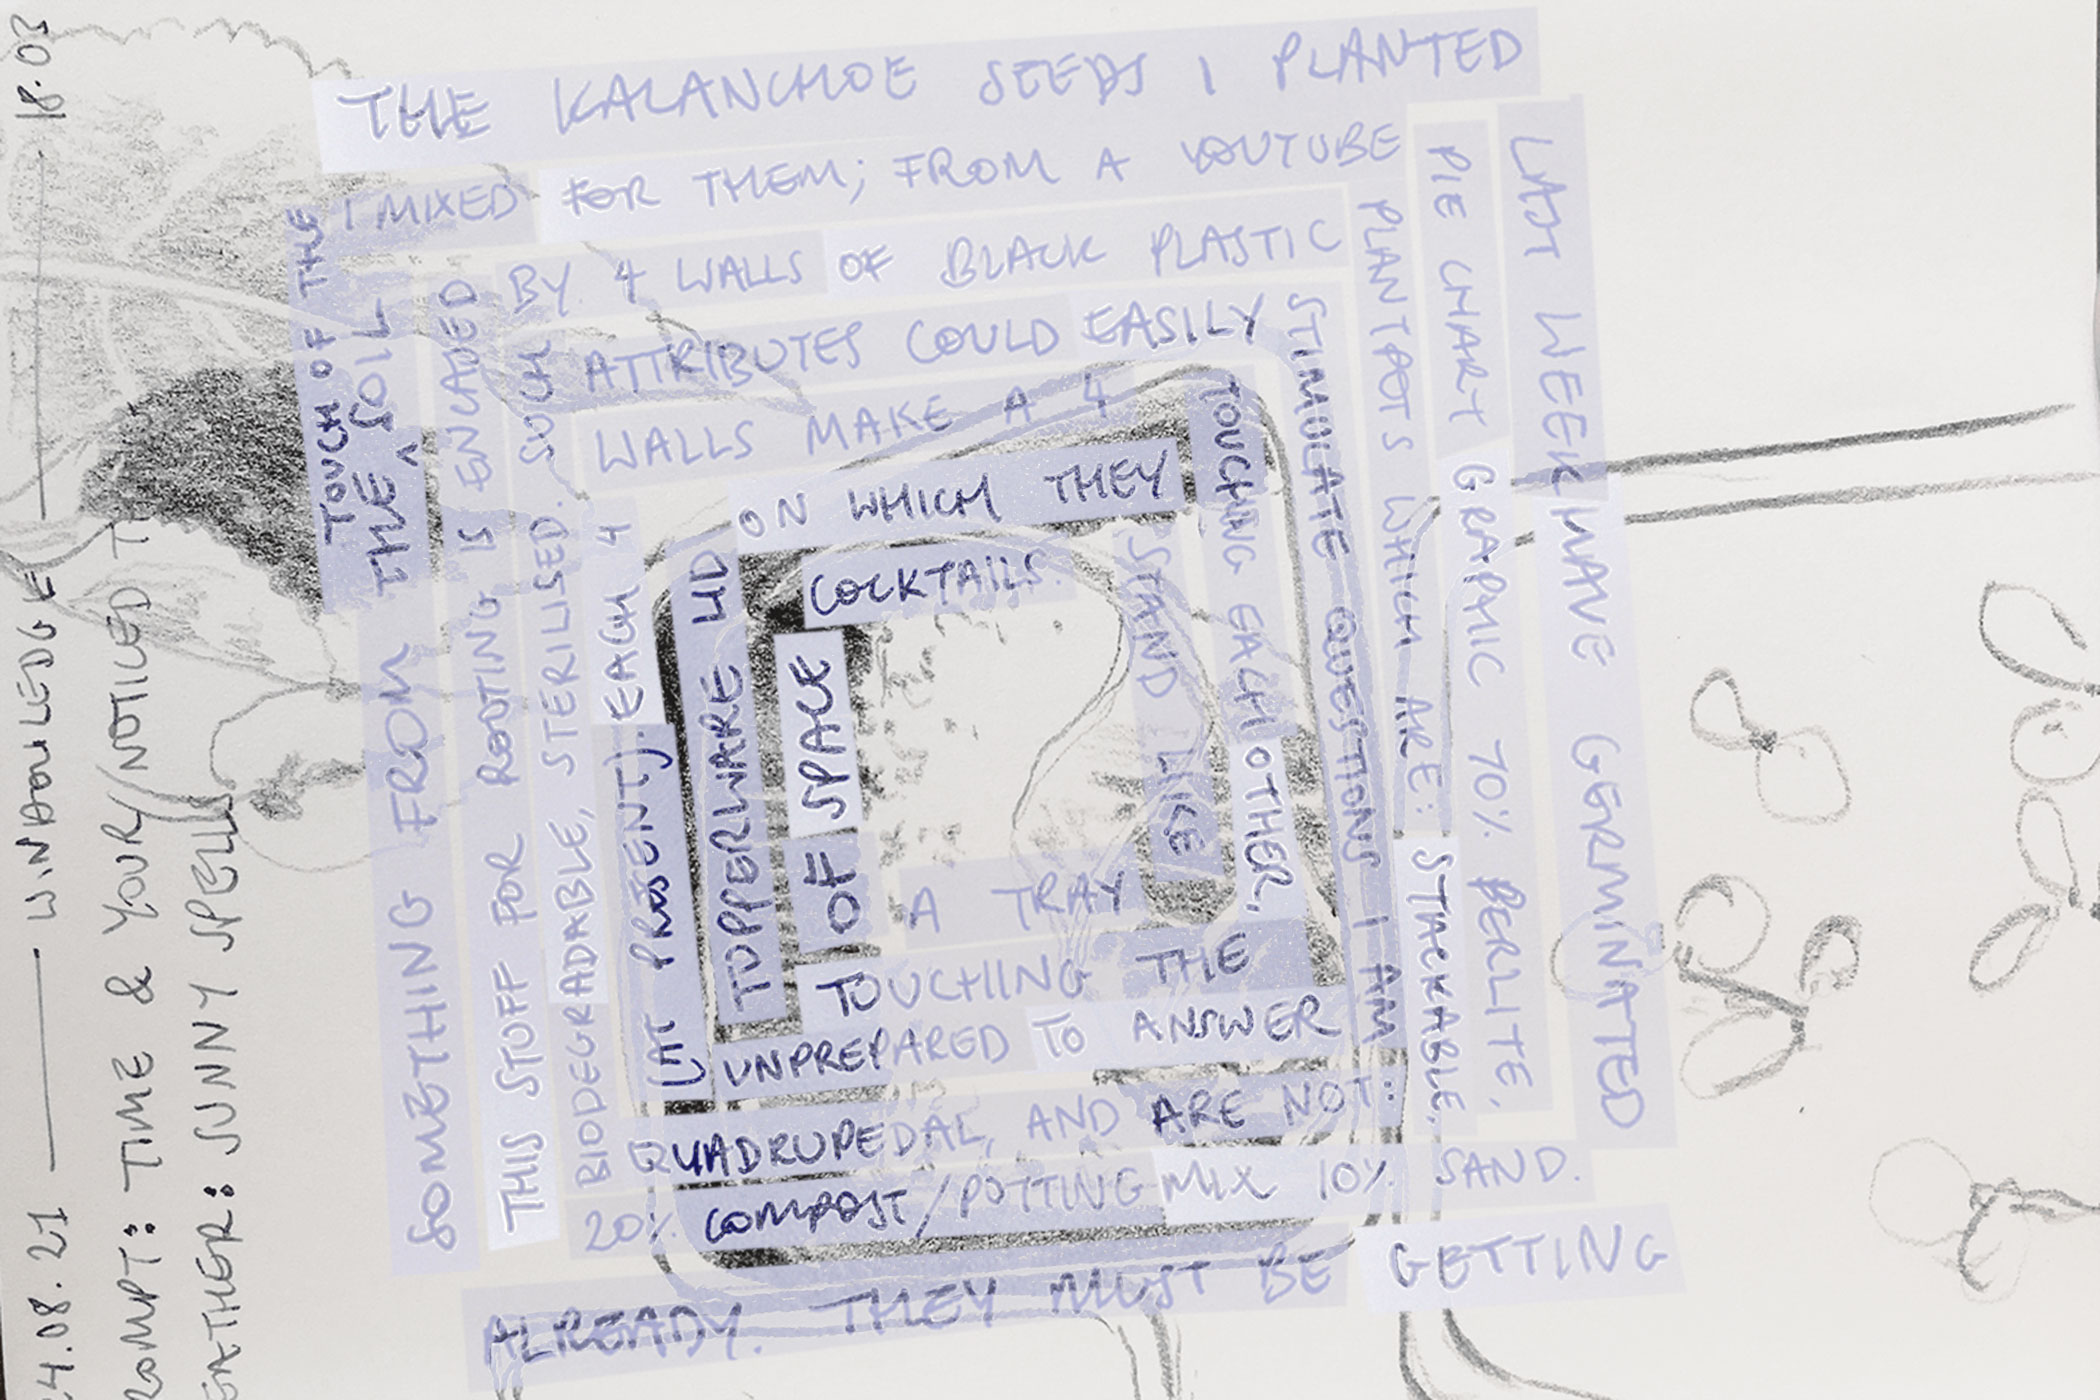 4.08.21 — WINDOWLEDGE — 18.03
ROMPT: TIME & YOUR/NOTICED T
EATHER: SUNNY SPELLS
THE KALANCHOE SEEDS I PLANTED
LAST WEEK HAVE GERMINATED
ALREADY. THEY MUST BE GETTING
SOMETHING FROM THE ^ SOIL
TOUCH OF THE
I MIXED FOR THEM; FROM A YOUTUBE
PIE CHART GRAPHIC 70% PERLITE,
20% COMPOST/POTTING MIX 10% SAND.
THIS STUFF FOR ROOTING IS ENCASED
BY 4 WALLS OF BLACK PLASTIC
PLANTPOTS WHICH ARE: STACKABLE,
QUADRUPEDAL, AND ARE NOT:
BIODEGRADABLE, STERILISED. SUCH
ATTRIBUTES COULD EASILY
STIMULATE QUESTIONS I AM
UNPREPARED TO ANSWER
(AT PRESENT). EACH 4
WALLS MAKE A 4
TOUCHING EACH OTHER,
TOUCHING THE
TOPPERWARE LID
ON WHICH THEY
STAND LIKE
A TRAY
OF SPACE
COCKTAILS.